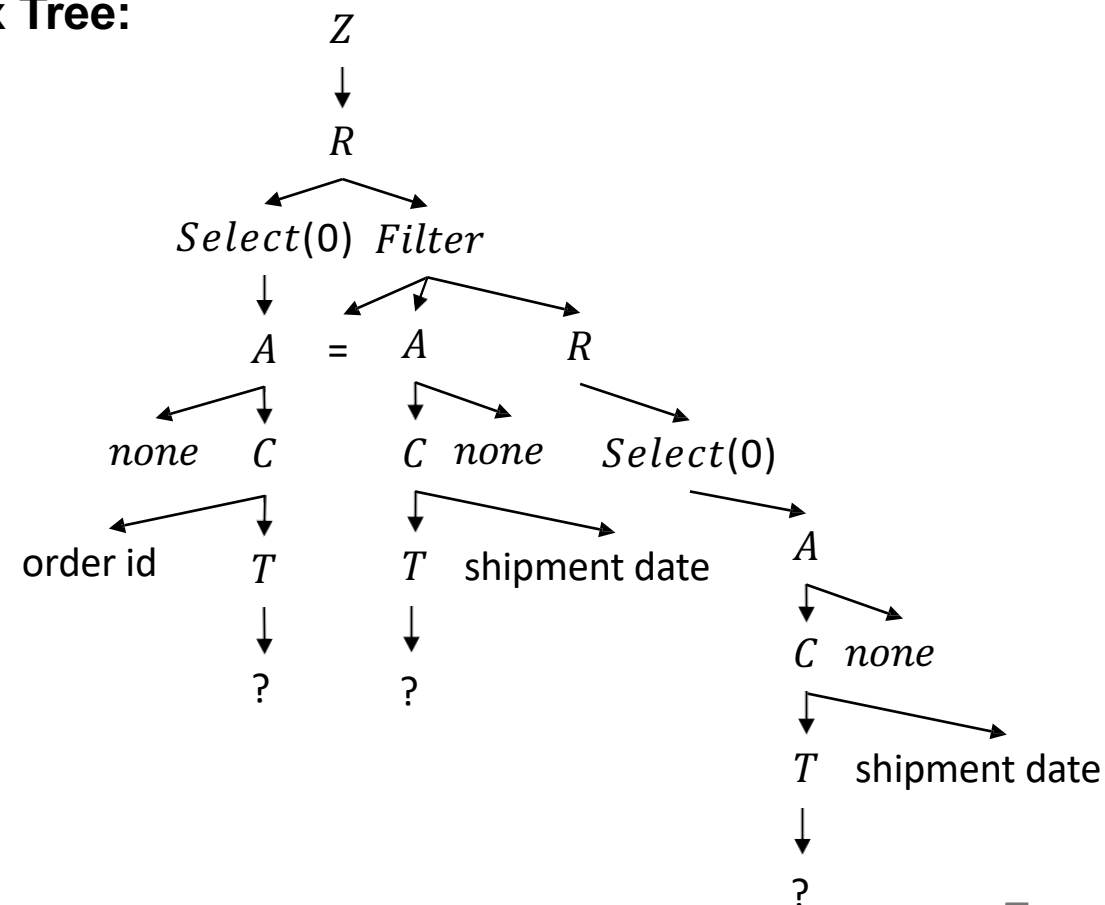 x Tree:
Z
R
Select(0) Filter
A = A R
none C C none Select(0)
order id T T shipment date A
? ? C none
T shipment date
?